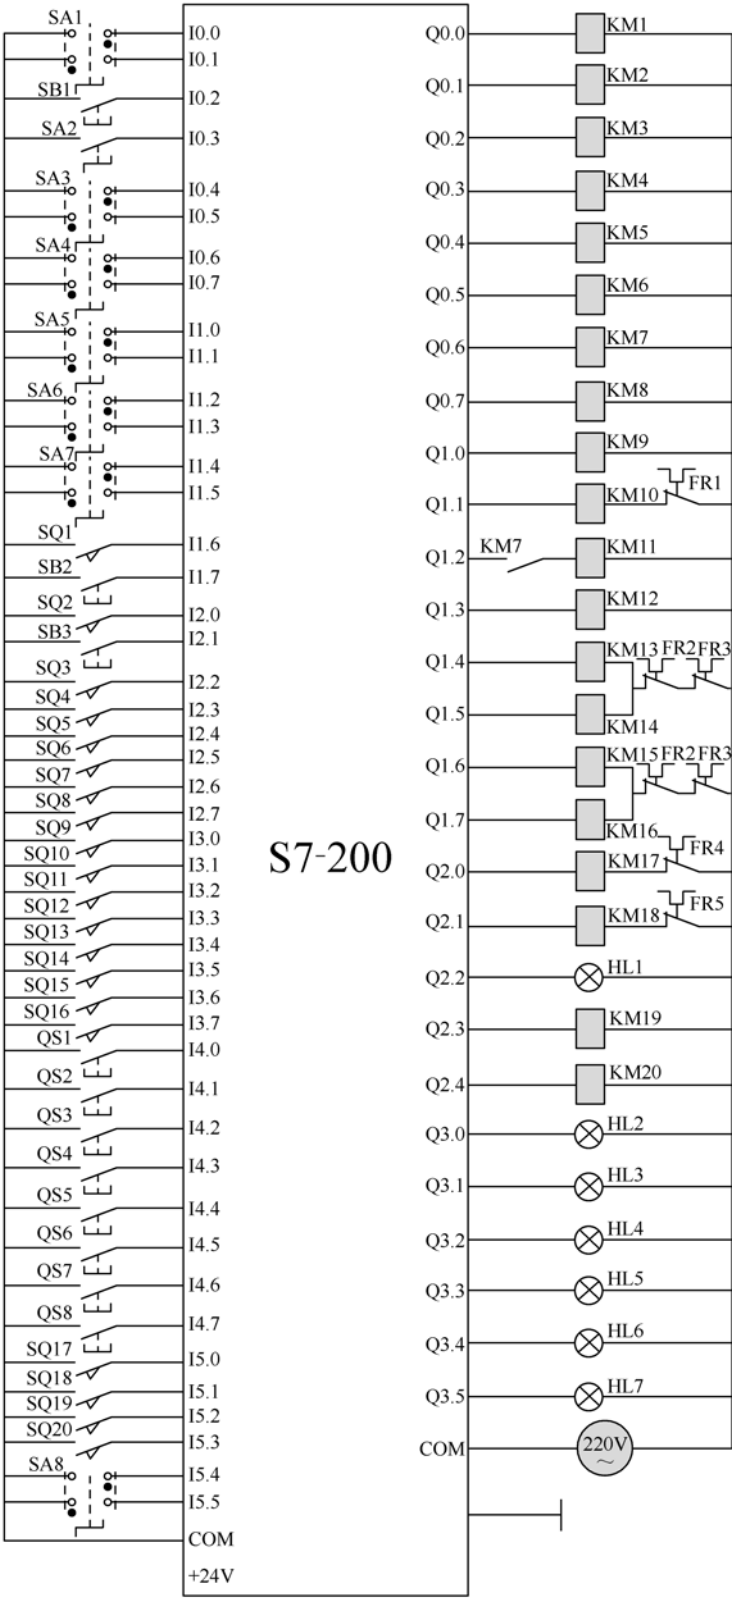 SA1
I0.0
I0.1
SB1
I0.2
SA2
I0.3
SA3
I0.4
I0.5
SA4
I0.6
I0.7
SA5
I1.0
I1.1
SA6
I1.2
I1.3
SA7
I1.4
I1.5
SQ1
I1.6
SB2
I1.7
SQ2
I2.0
SB3
I2.1
SQ3
I2.2
SQ4
I2.3
SQ5
I2.4
SQ6
I2.5
SQ7
I2.6
SQ8
I2.7
SQ9
I3.0
SQ10
I3.1
SQ11
I3.2
SQ12
I3.3
SQ13
I3.4
SQ14
I3.5
SQ15
I3.6
SQ16
I3.7
QS1
I4.0
QS2
I4.1
QS3
I4.2
QS4
I4.3
QS5
I4.4
QS6
I4.5
QS7
I4.6
QS8
I4.7
SQ17
I5.0
SQ18
I5.1
SQ19
I5.2
SQ20
I5.3
SA8
I5.4
I5.5
COM
+24V
S7-200
Q0.0 KM1
Q0.1 KM2
Q0.2 KM3
Q0.3 KM4
Q0.4 KM5
Q0.5 KM6
Q0.6 KM7
Q0.7 KM8
Q1.0 KM9
Q1.1 KM10 FR1
Q1.2 KM7 KM11
Q1.3 KM12
Q1.4 KM13 FR2 FR3
Q1.5 KM14
Q1.6 KM15 FR2 FR3
Q1.7 KM16
Q2.0 KM17 FR4
Q2.1 KM18 FR5
Q2.2 HL1
Q2.3 KM19
Q2.4 KM20
Q3.0 HL2
Q3.1 HL3
Q3.2 HL4
Q3.3 HL5
Q3.4 HL6
Q3.5 HL7
COM 220V
~